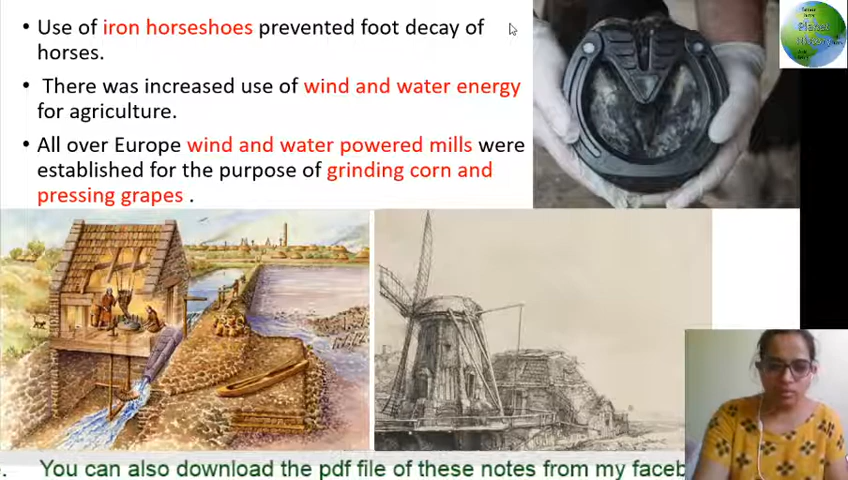 • Use of iron horseshoes prevented foot decay of
horses.
• There was increased use of wind and water energy
for agriculture.
• All over Europe wind and water powered mills were
established for the purpose of grinding corn and
pressing grapes .
Global
History
You can also download the pdf file of these notes from my faceb